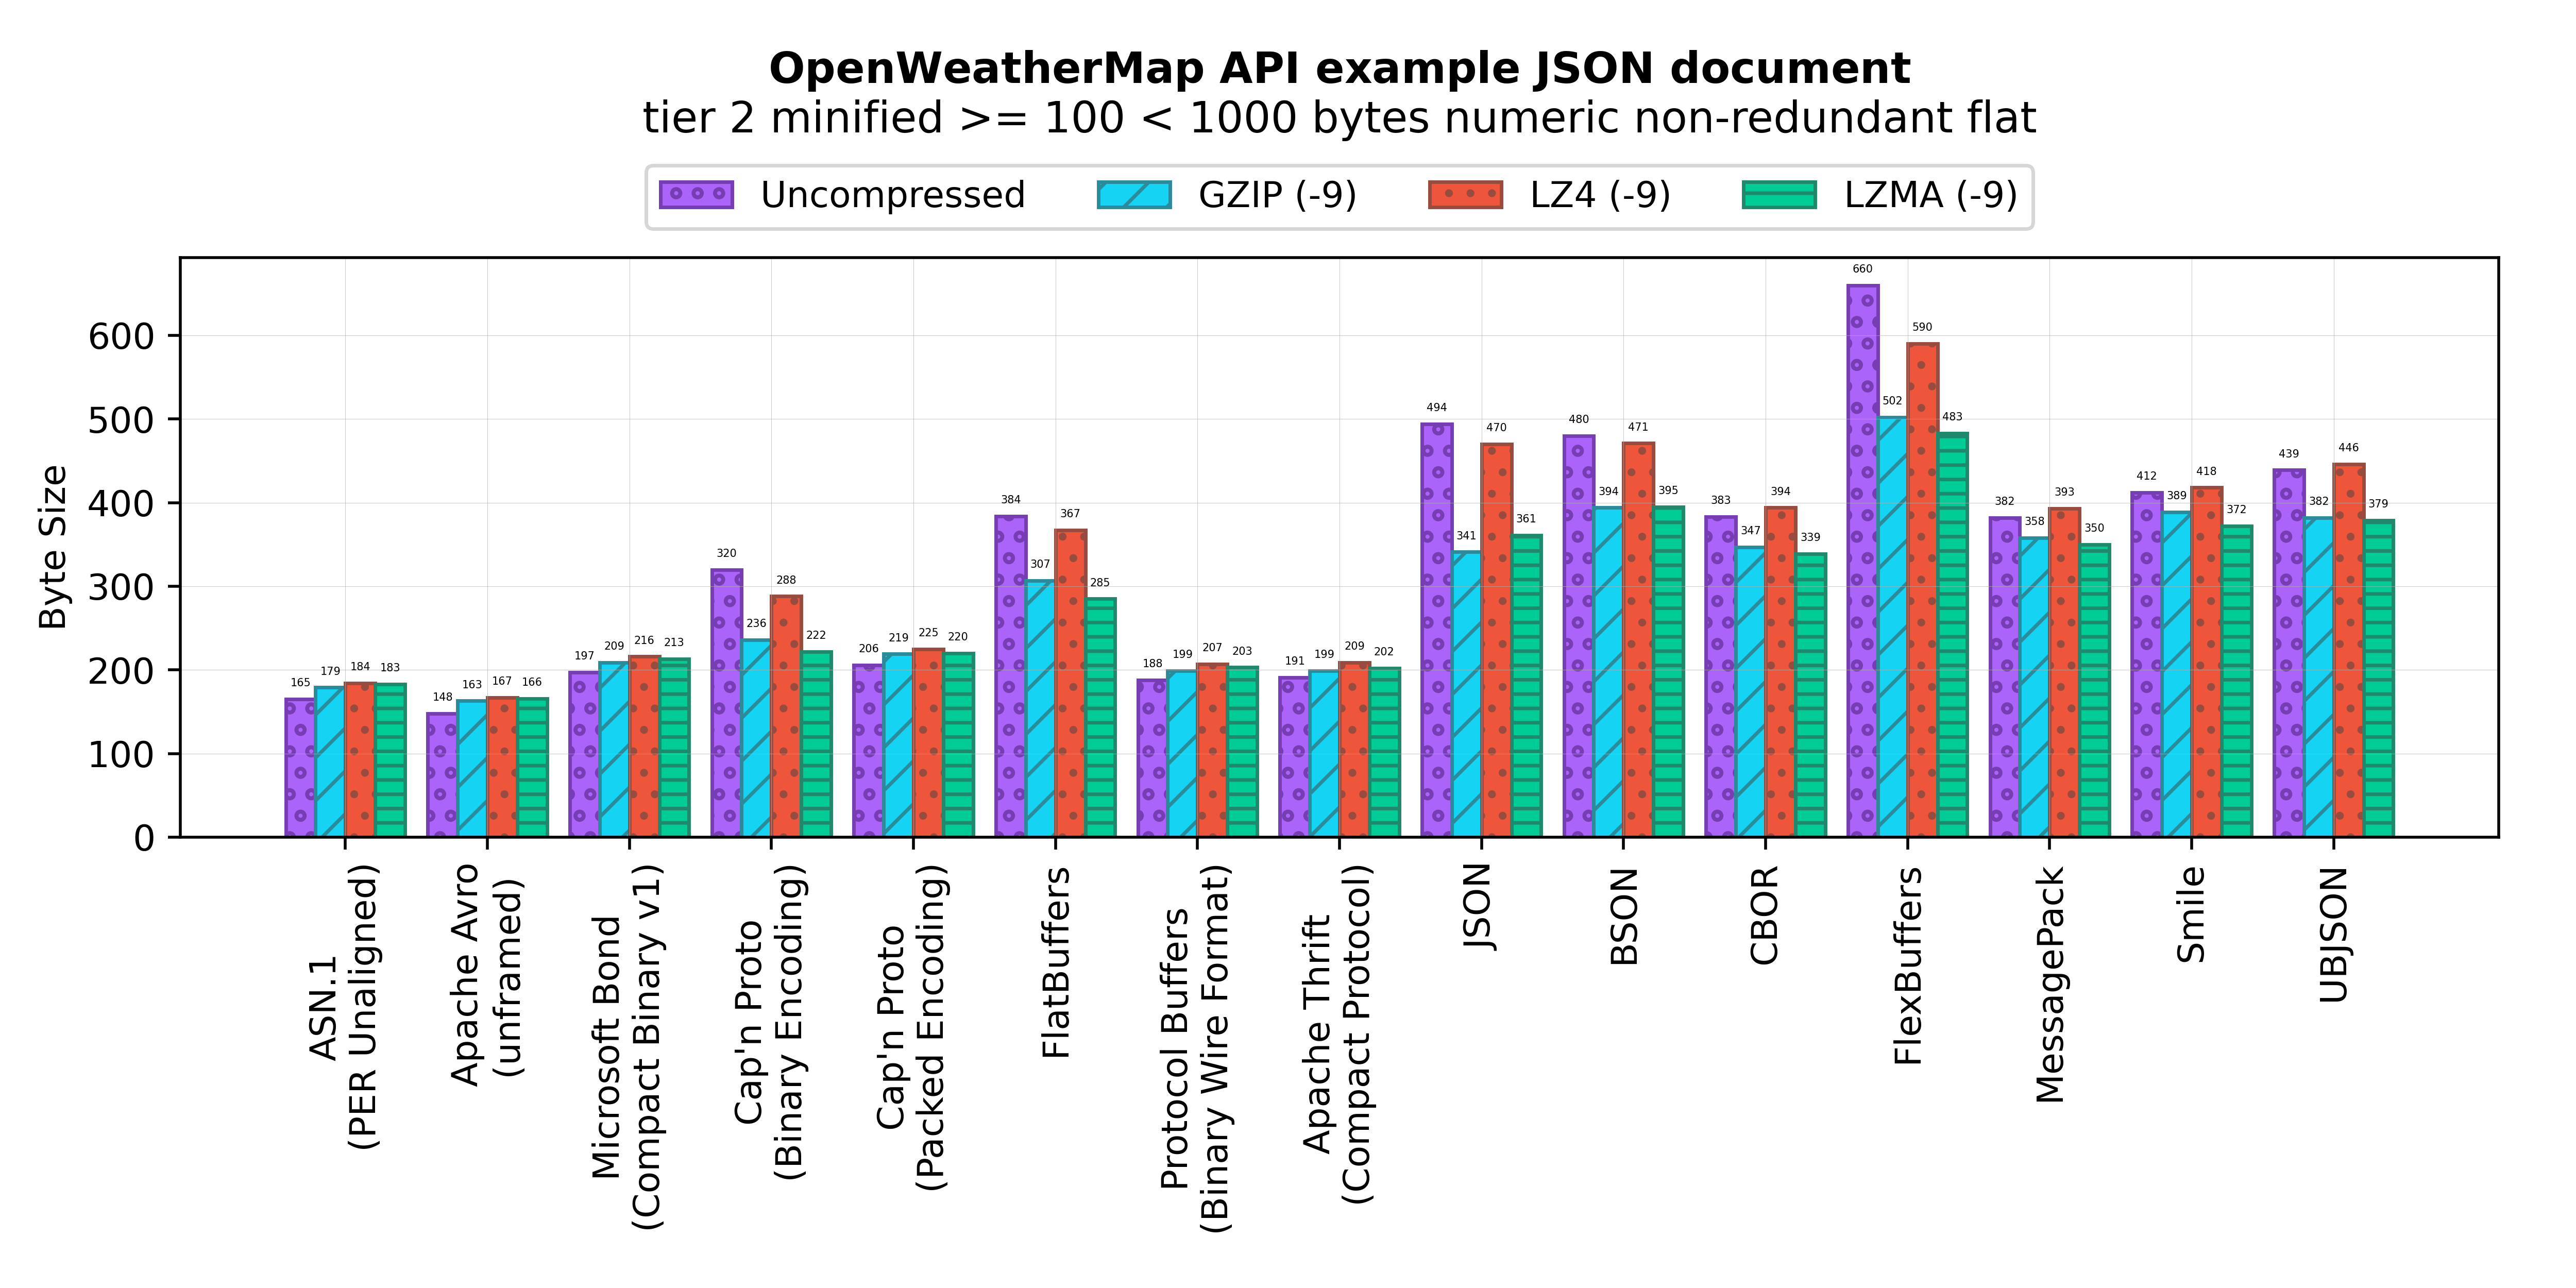 OpenWeatherMap API example JSON document
tier 2 minified >= 100 < 1000 bytes numeric non-redundant flat
Uncompressed
GZIP (-9)
LZ4 (-9)
LZMA (-9)
Byte Size
600
500
400
300
200
100
0
165
179
184
183
148
163
167
166
197
209
216
213
320
236
288
222
206
219
225
220
384
307
367
285
188
199
207
203
191
199
209
202
494
341
470
361
480
394
471
395
383
347
394
339
660
502
590
483
382
358
393
350
412
389
418
372
439
382
446
379
ASN.1
(PER Unaligned)
Apache Avro
(unframed)
Microsoft Bond
(Compact Binary v1)
Cap'n Proto
(Binary Encoding)
Cap'n Proto
(Packed Encoding)
FlatBuffers
Protocol Buffers
(Binary Wire Format)
Apache Thrift
(Compact Protocol)
JSON
BSON
CBOR
FlexBuffers
MessagePack
Smile
UBJSON